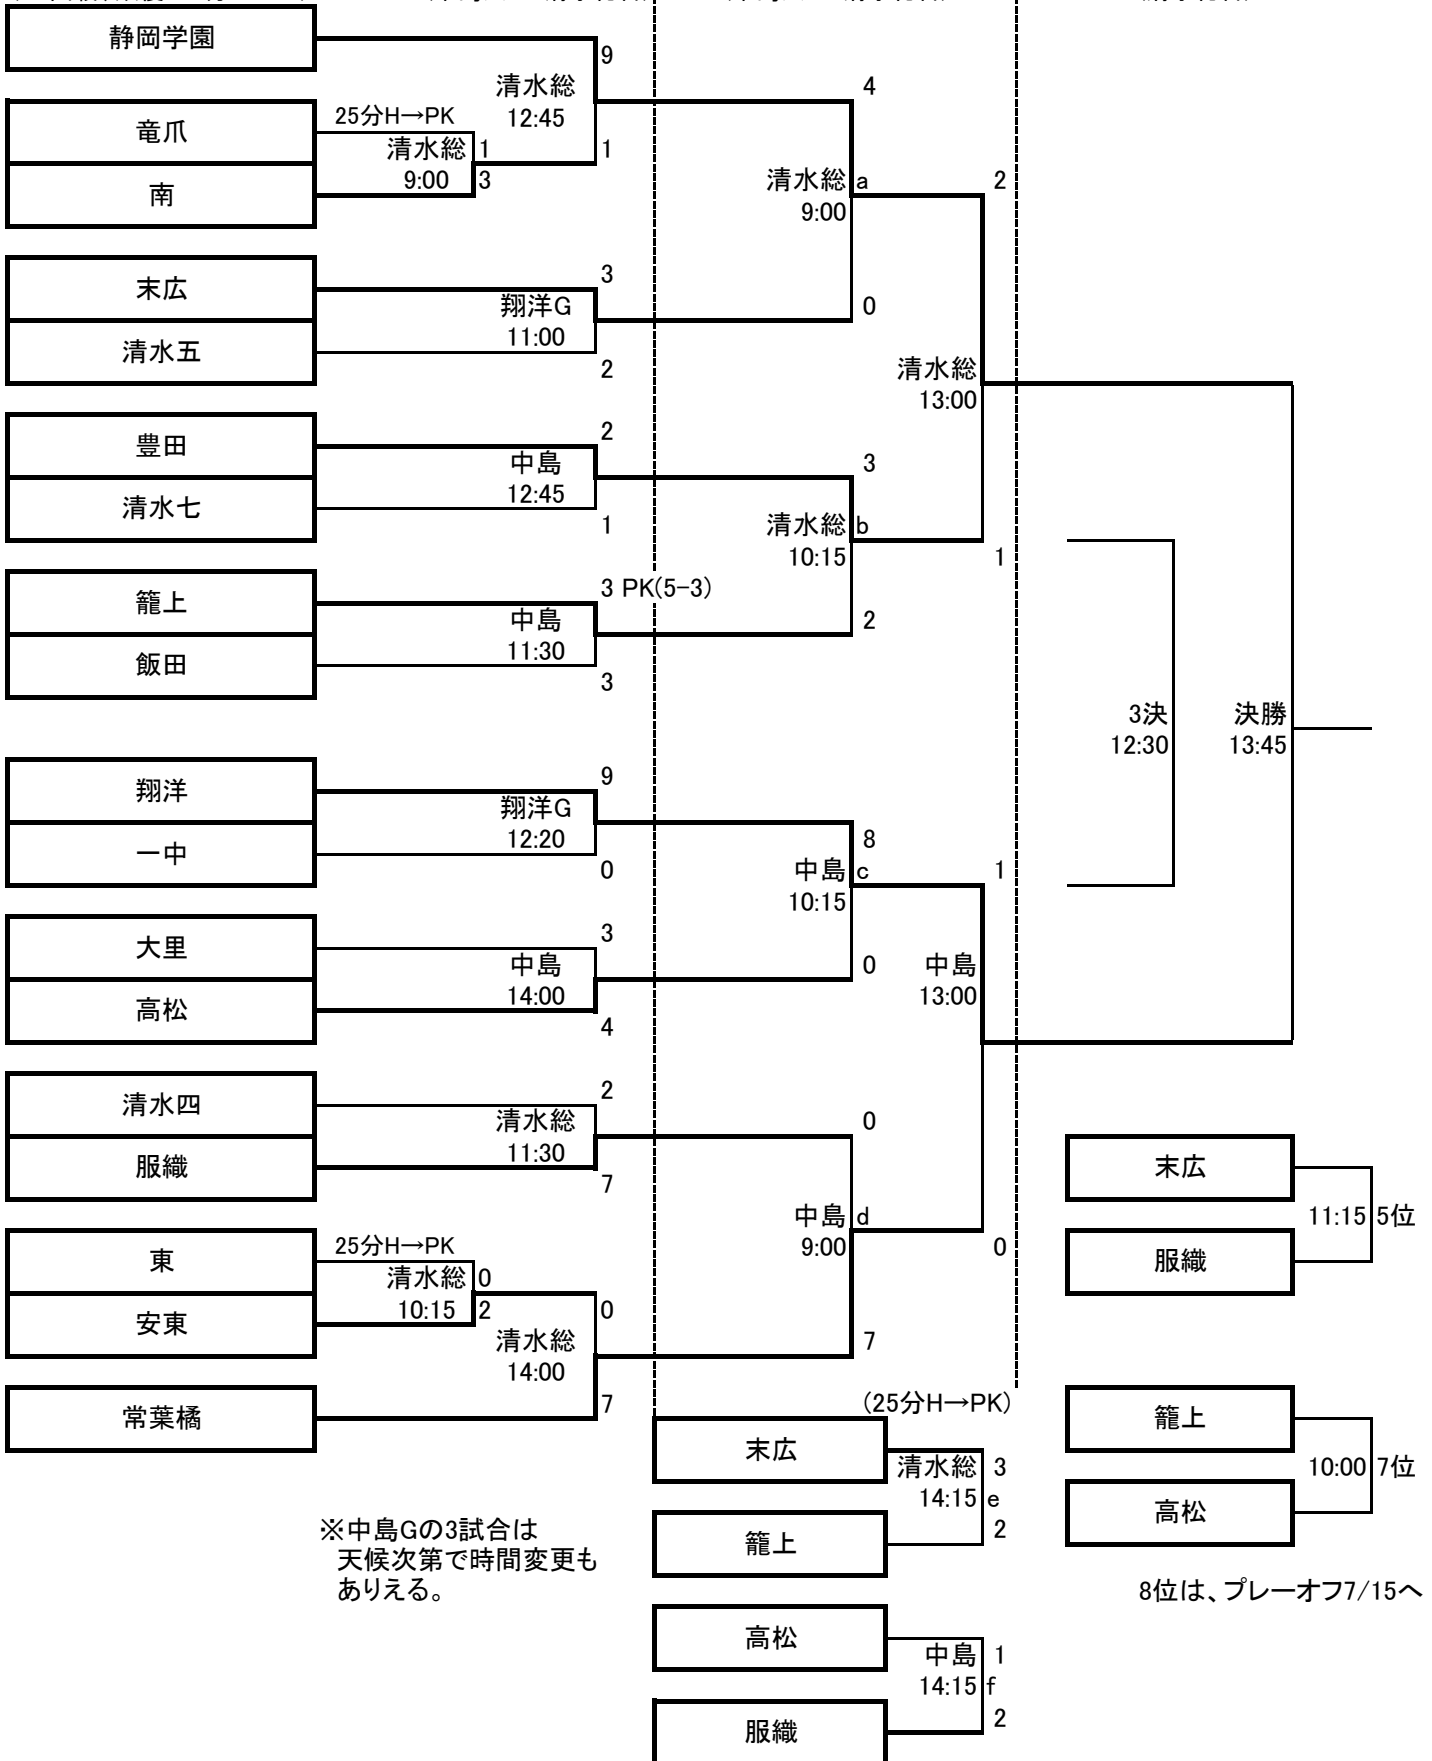 静岡学園
9
4
清水総
12:45
25分H→PK
竜爪
清水総
1
1
9:00
3
南
清水総
a
2
9:00
末広
3
翔洋G
0
11:00
清水五
2
清水総
13:00
豊田
2
中島
3
12:45
清水七
1
清水総
b
10:15
1
籠上
3 PK(5-3)
中島
2
11:30
飯田
3
3決
12:30
決勝
13:45
翔洋
9
翔洋G
12:20
8
一中
0
中島
c
1
10:15
大里
3
中島
0
中島
14:00
13:00
高松
4
清水四
2
清水総
0
11:30
服織
7
末広
11:15
5位
服織
中島
d
9:00
0
東
25分H→PK
清水総
0
10:15
2
0
安東
清水総
7
14:00
常葉橘
7
(25分H→PK)
末広
清水総
3
14:15
e
籠上
2
籠上
10:00
7位
高松
※中島Gの3試合は
天候次第で時間変更も
ありえる。
8位は、プレーオフ7/15へ
高松
中島
1
14:15
f
服織
2